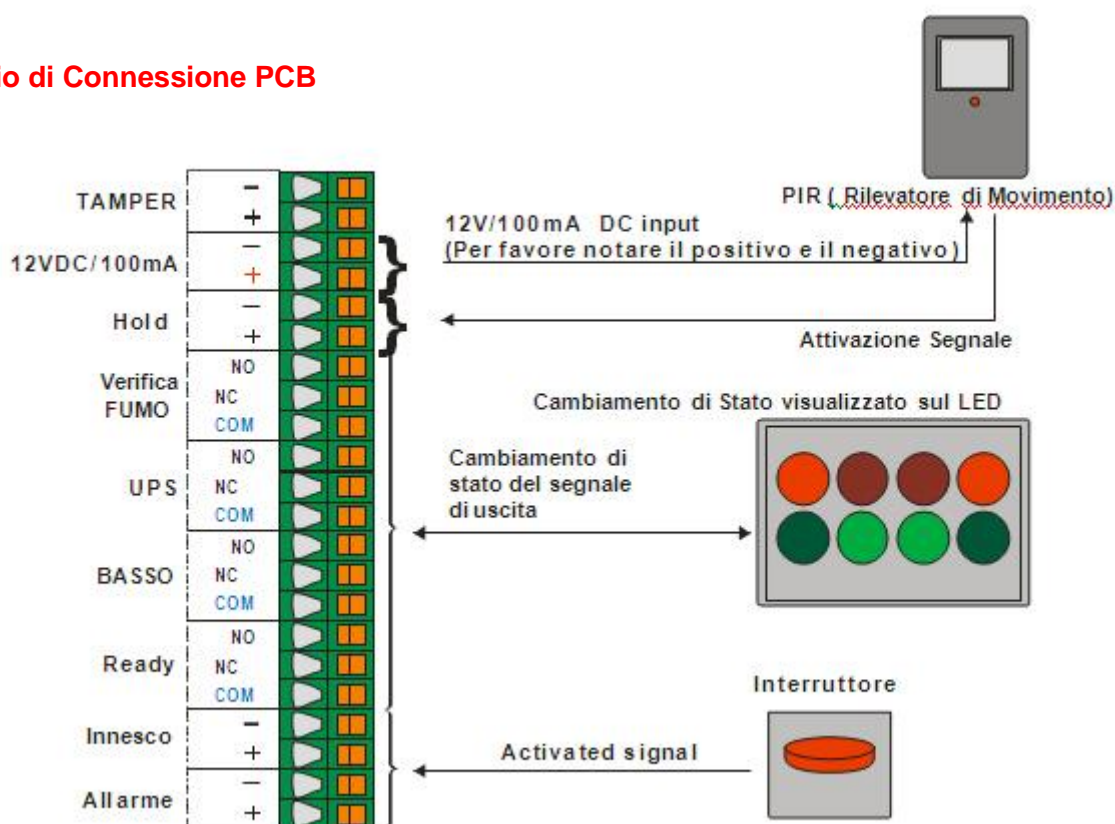 io di Connessione PCB
PIR ( Rilevatore di Movimento)
TAMPER
-
+
12V/100mA DC input
(Per favore notare il positivo e il negativo)
12VDC/100mA
-
+
Hold
-
+
Attivazione Segnale
Verifica
FUMO
NO
NC
COM
Cambiamento di Stato visualizzato sul LED
UPS
NO
NC
COM
Cambiamento di
stato del segnale
di uscita
BASSO
NO
NC
COM
Ready
NO
NC
COM
Interruttore
Innesco
-
+
Activated signal
Allarme
-
+